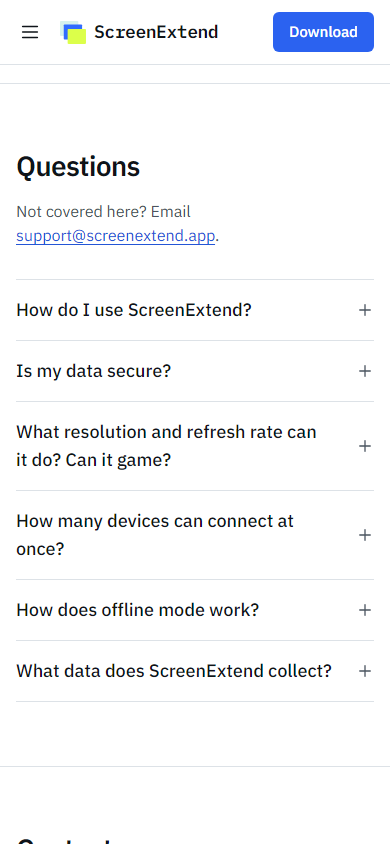 ScreenExtend
Download
Questions
Not covered here? Email
support@screenextend.app.
How do I use ScreenExtend?
Is my data secure?
What resolution and refresh rate can
it do? Can it game?
How many devices can connect at
once?
How does offline mode work?
What data does ScreenExtend collect?